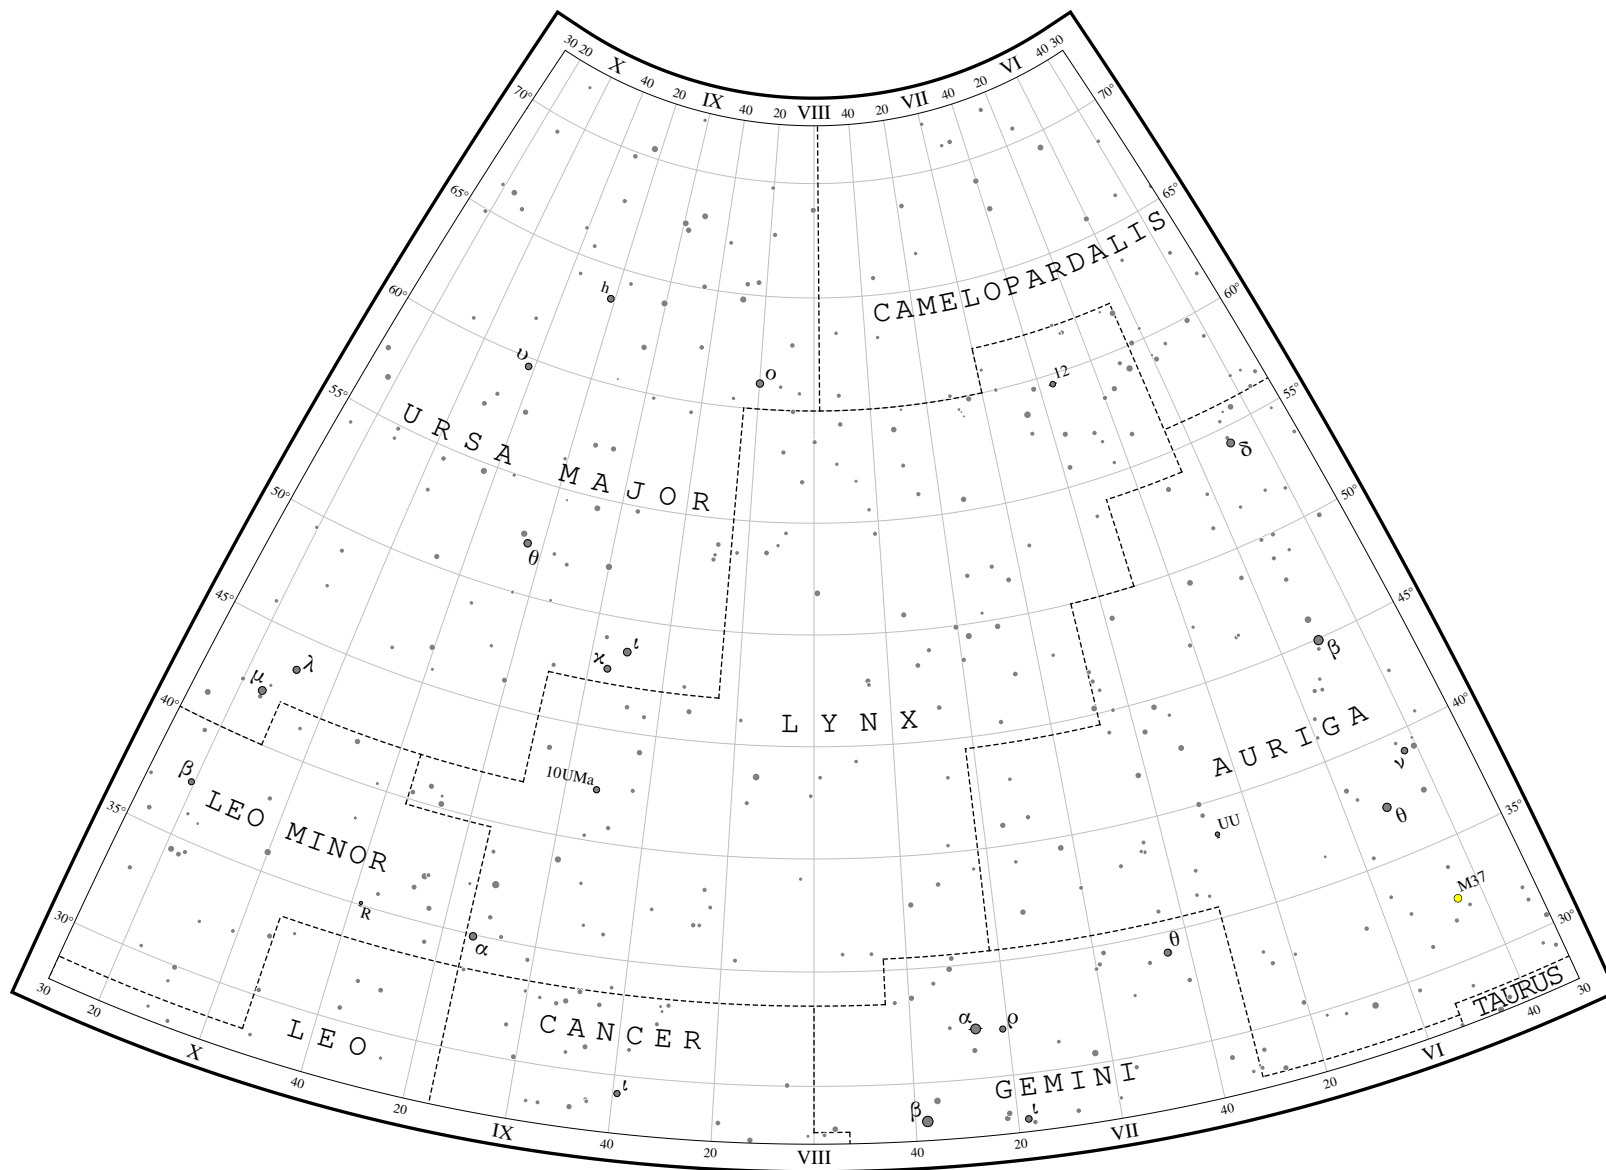 30 20 X 40 20 IX 40 20 VIII 40 20 VII 40 20 VI 40 30
70° 70°
65° 65°
CAMELOPARDALIS
60° 60°
h
υ
ο
12
55° 55°
URSA MAJOR
δ
50° 50°
θ
45° 45°
ι
κ
β
λ
μ
40° 40°
LYNX
AURIGA
ν
β
10UMa
35° 35°
LEO MINOR
θ
UU
M37
R
30° 30°
α
θ
TAURUS
α
ρ
LEO
CANCER
GEMINI
ι
β
ι
30 20 X 40 20 IX 40 20 VIII 40 20 VII 40 20 VI 40 30